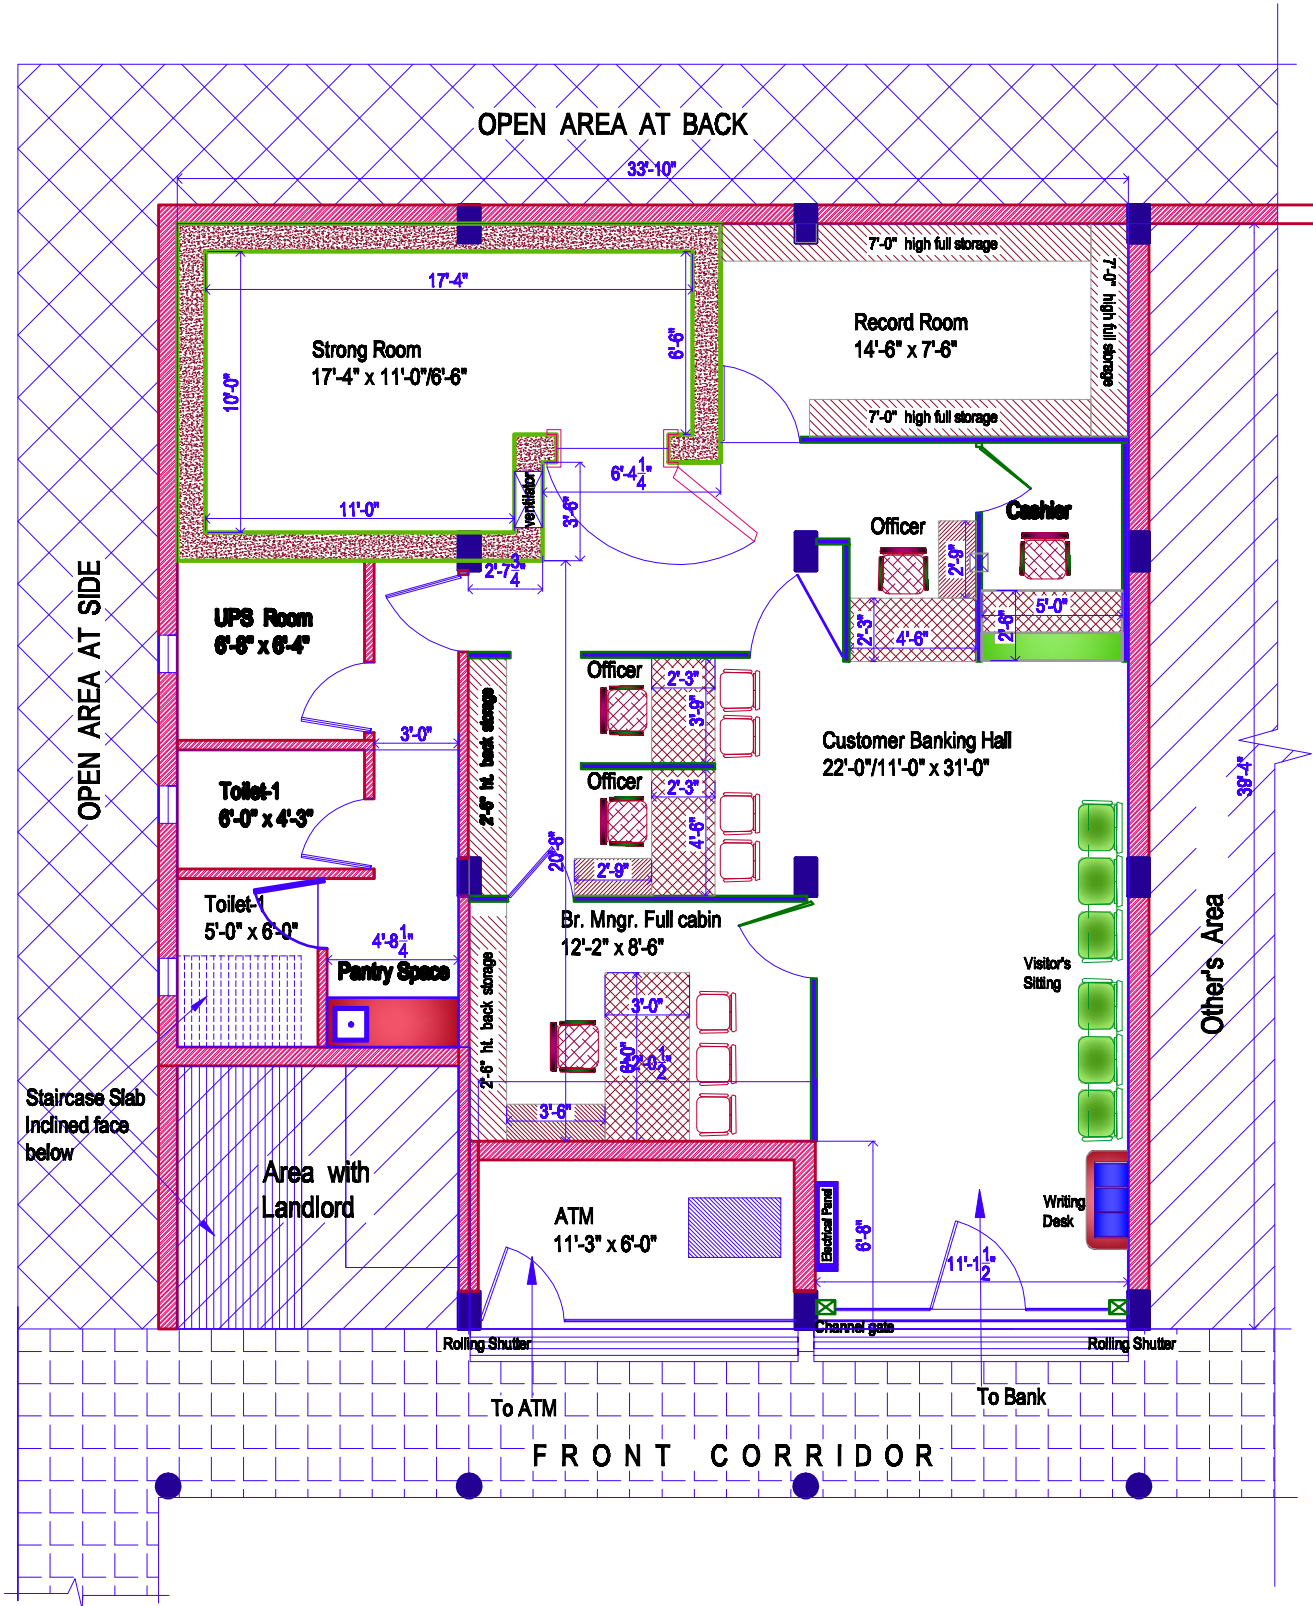 OPEN AREA AT BACK
33'-10"
7'-0" high full storage
17'-4"
7'-0" high full storage
Record Room
14'-6" x 7'-6"
6'-6"
Strong Room
17'-4" x 11'-0"/6'-6"
10'-0"
7'-0" high full storage
6'-4 1/4"
11'-0"
ventilator
3'-6"
Cashier
Officer
2'-9"
2'-7 3/4"
OPEN AREA AT SIDE
UPS Room
6'-8" x 6'-4"
5'-0"
2'-6"
2'-3"
4'-6"
Officer
2'-3"
3'-9"
2'-6" ht. back storage
3'-0"
Customer Banking Hall
22'-0"/11'-0" x 31'-0"
39'-4"
Officer
2'-3"
4'-6"
Toilet-1
6'-0" x 4'-3"
20'-8"
2'-9"
Toilet-1
5'-0" x 6'-0"
Br. Mngr. Full cabin
12'-2" x 8'-6"
4'-8 1/4"
Pantry Space
2'-6" ht. back storage
Visitor's
Sitting
Other's Area
3'-0"
3'-6"
Staircase Slab
Inclined face
below
Area with
Landlord
ATM
11'-3" x 6'-0"
Electrical Panel
6'-8"
Writing
Desk
11'-1 1/2"
Channel gate
Rolling Shutter
Rolling Shutter
To ATM
To Bank
FRONT CORRIDOR